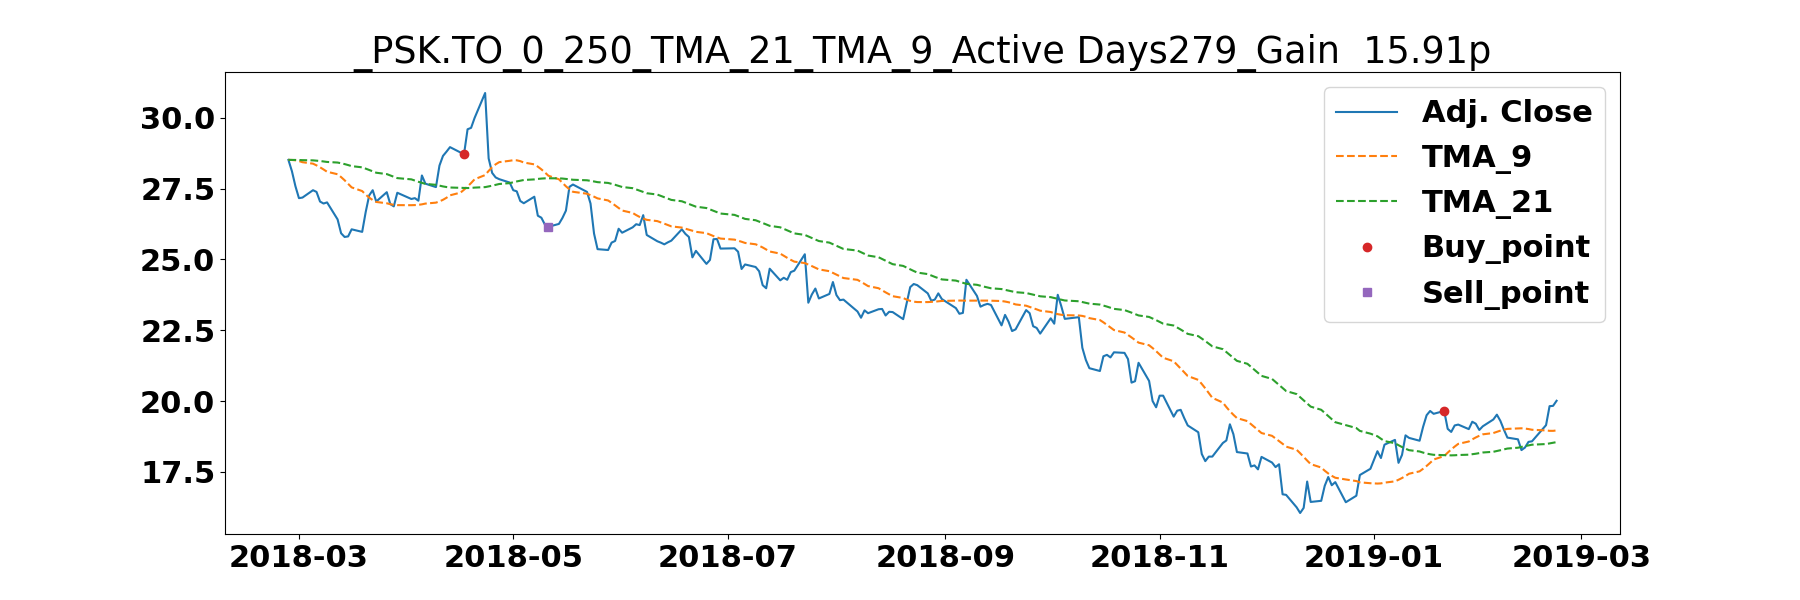 _PSK.TO_0_250_TMA_21_TMA_9_Active Days279_Gain  15.91p
30.0
27.5
25.0
22.5
20.0
17.5
Adj. Close
TMA_9
TMA_21
Buy_point
Sell_point
2018-03 2018-05 2018-07 2018-09 2018-11 2019-01 2019-03